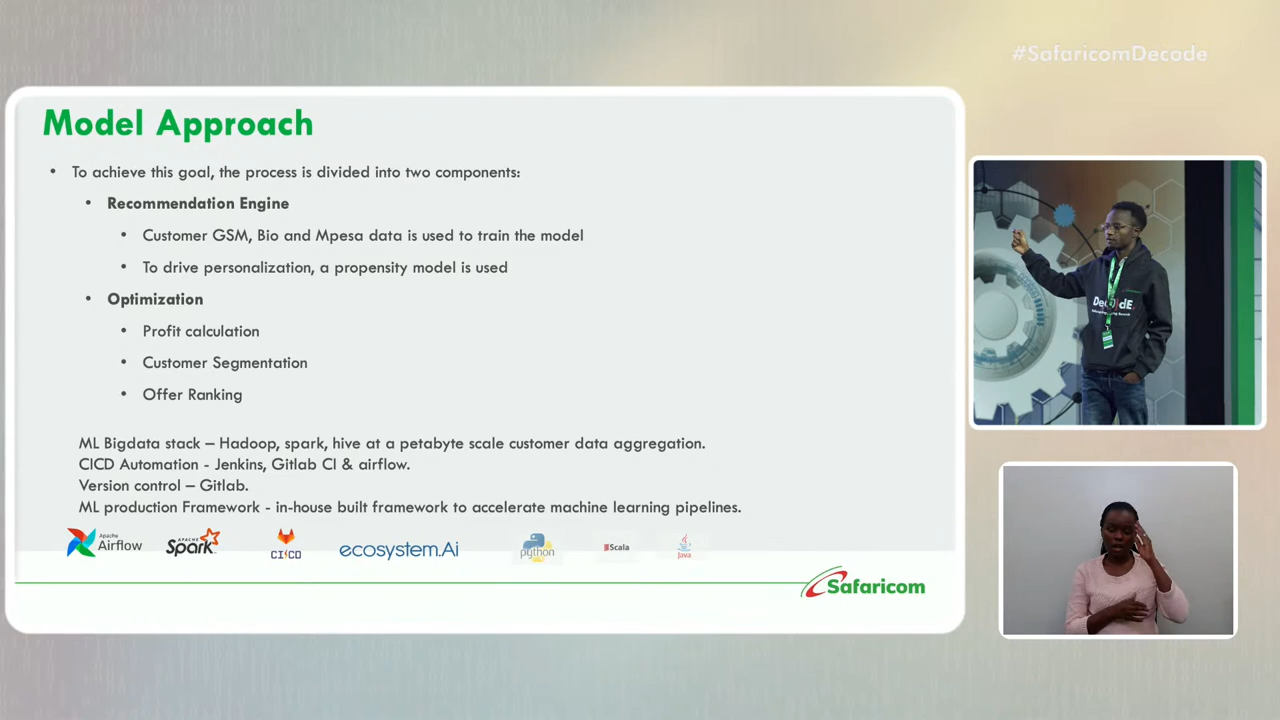 #SafaricomDecade
Model Approach
• To achieve this goal, the process is divided into two components:
• Recommendation Engine
• Customer GSM, Bio and Mpesa data is used to train the model
• To drive personalization, a propensity model is used
• Optimization
• Profit calculation
• Customer Segmentation
• Offer Ranking
ML Bigdata stack – Hadoop, spark, hive at a petabyte scale customer data aggregation.
CICD Automation - Jenkins, Gitlab CI & airflow.
Version control – Gitlab.
ML production Framework - in-house built framework to accelerate machine learning pipelines.
Apache Airflow
APACHE Spark
CI CD
ecosystem.Ai
python
Scala
Java
Safaricom